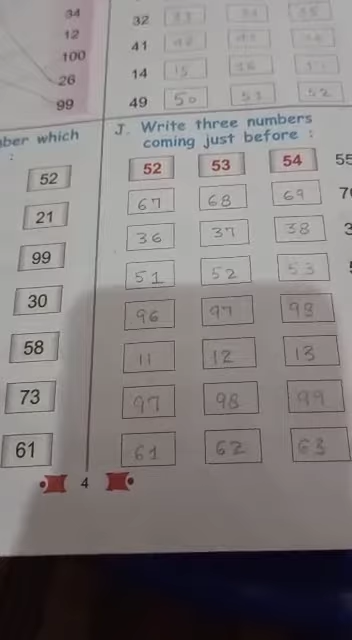 34
32 33 34 35
12
41 42 43 44
100
14 15 16 17
26
99
49 50 51 52
ber which
:
J. Write three numbers
coming just before :
52 52 53 54 55
21 67 68 69 7
99 36 37 38 3
30 51 52 53
58 96 97 98
73 11 12 13
61 97 98 99
61 62 63
4